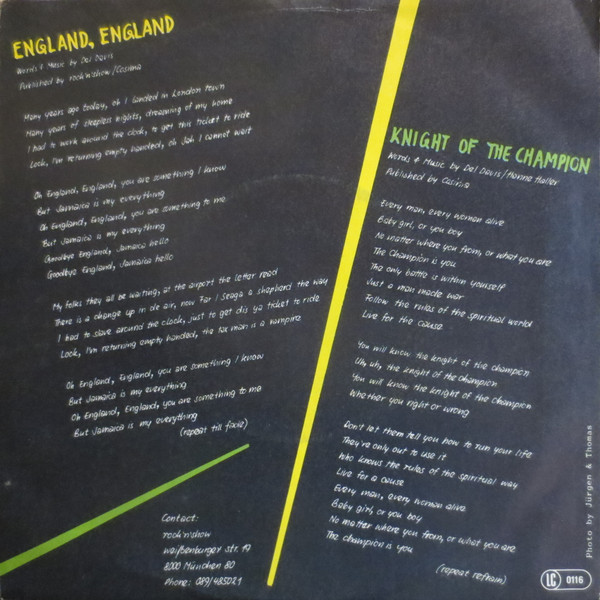 ENGLAND, ENGLAND
Words & Music by Del Davis
Published by rock'n'show/Casina
Many years ago today, oh I landed in London town
Many years of sleepless nights, dreaming of my home
I had to work around the clock, to get this ticket to ride
Look, I'm returning empty handed, oh Jah I cannot wait
Oh England, England, you are something I know
But Jamaica is my everything
Oh England, England, you are something to me
But Jamaica is my everything
Goodbye England, Jamaica hello
Goodbye England, Jamaica hello
My folks they all be waiting, at the airport the letter read
There is a change up in de air, now Far I Seaga a shepherd the way
I had to slave around the clock, just to get dis ya ticket to ride
Look, I'm returning empty handed, the tax man is a vampire
Oh England, England, you are something I know
But Jamaica is my everything
Oh England, England, you are something to me
But Jamaica is my everything
(repeat till fade)
Contact:
rock'n'show
Weißenburger str. 19
8000 München 80
Phone: 089/485021
KNIGHT OF THE CHAMPION
Words & Music by Del Davis/Hanne Haller
Published by Casina
Every man, every woman alive
Baby girl, or you boy
No matter where you from, or what you are
The Champion is you
The only battle is within yourself
Just a man made war
Follow the rules of the spiritual world
Live for the cause
You will know the knight of the champion
Uh, uh, the knight of the champion
You will know the knight of the champion
Whether you right or wrong
Don't let them tell you how to run your life
They're only out to use it
Who knows the rules of the spiritual way
Live for a cause
Every man, every woman alive
Baby girl, or you boy
No matter where you from, or what you are
The champion is you
(repeat refrain)
Photo by Jürgen & Thomas
LC 0116